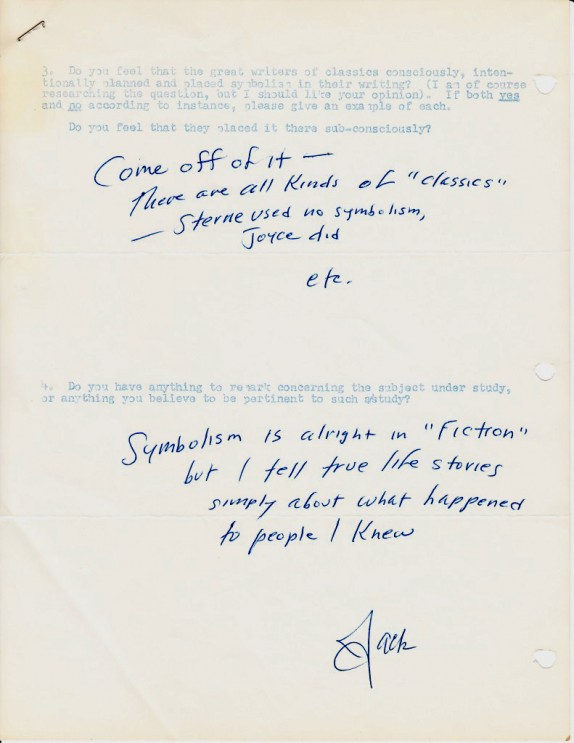 3. Do you feel that the great writers of classics consciously, inten-
tionally planned and placed symbolism in their writing? (I am of course
researching the question, but I should like your opinion). If both yes
and no according to instance, please give an example of each.
Do you feel that they placed it there sub-consciously?
Come off of it —
There are all kinds of "classics"
— Sterne used no symbolism,
Joyce did
etc.
4. Do you have anything to remark concerning the subject under study,
or anything you believe to be pertinent to such study?
Symbolism is alright in "Fiction"
but I tell true life stories
simply about what happened
to people I knew
Jack